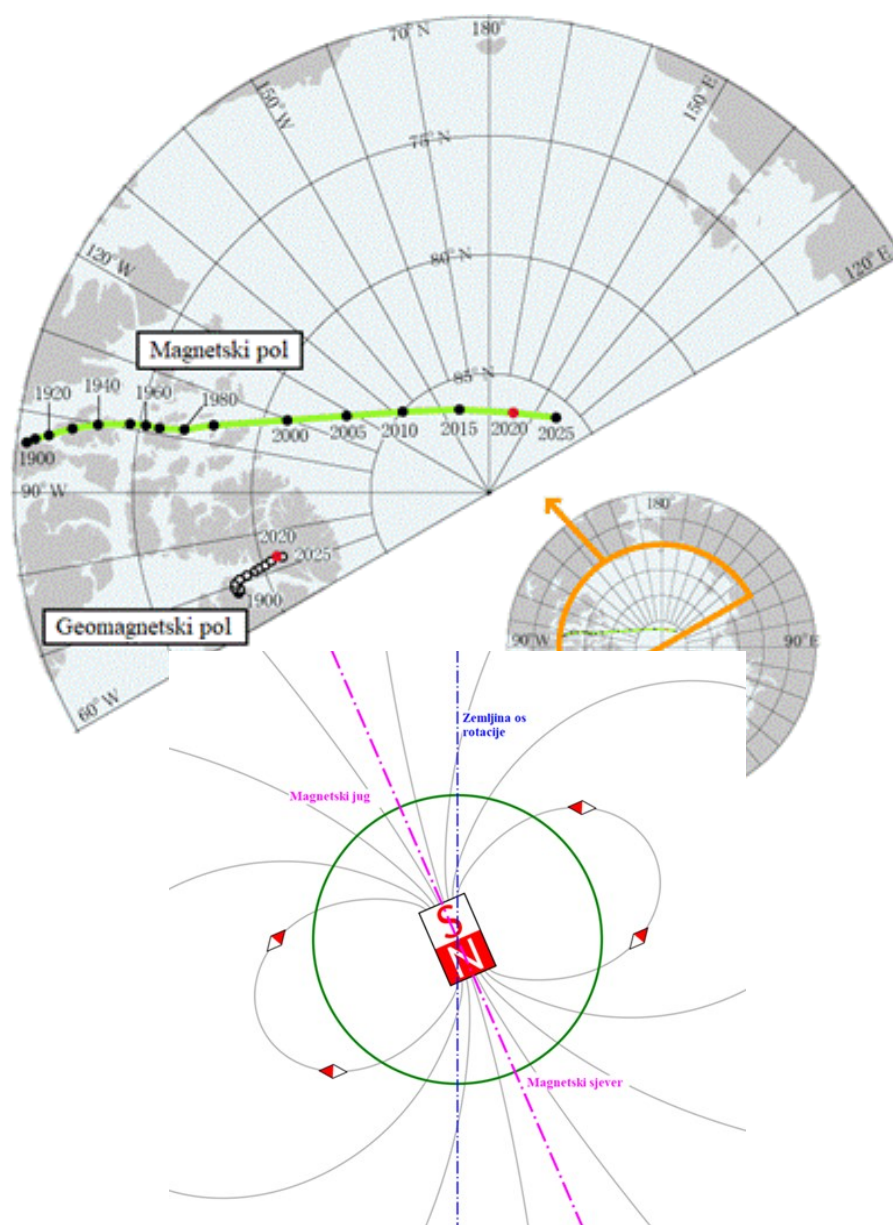 70° N
180°
150° W
150° E
75° N
120° W
80° N
120° E
Magnetski pol
85° N
1920
1940
1960
1980
1900
2000
2005
2010
2015
2020
2025
90° W
2020
2025
1900
180°
Geomagnetski pol
90° W
90° E
60° W
Zemljina os
rotacije
Magnetski jug
S
N
Magnetski sjever